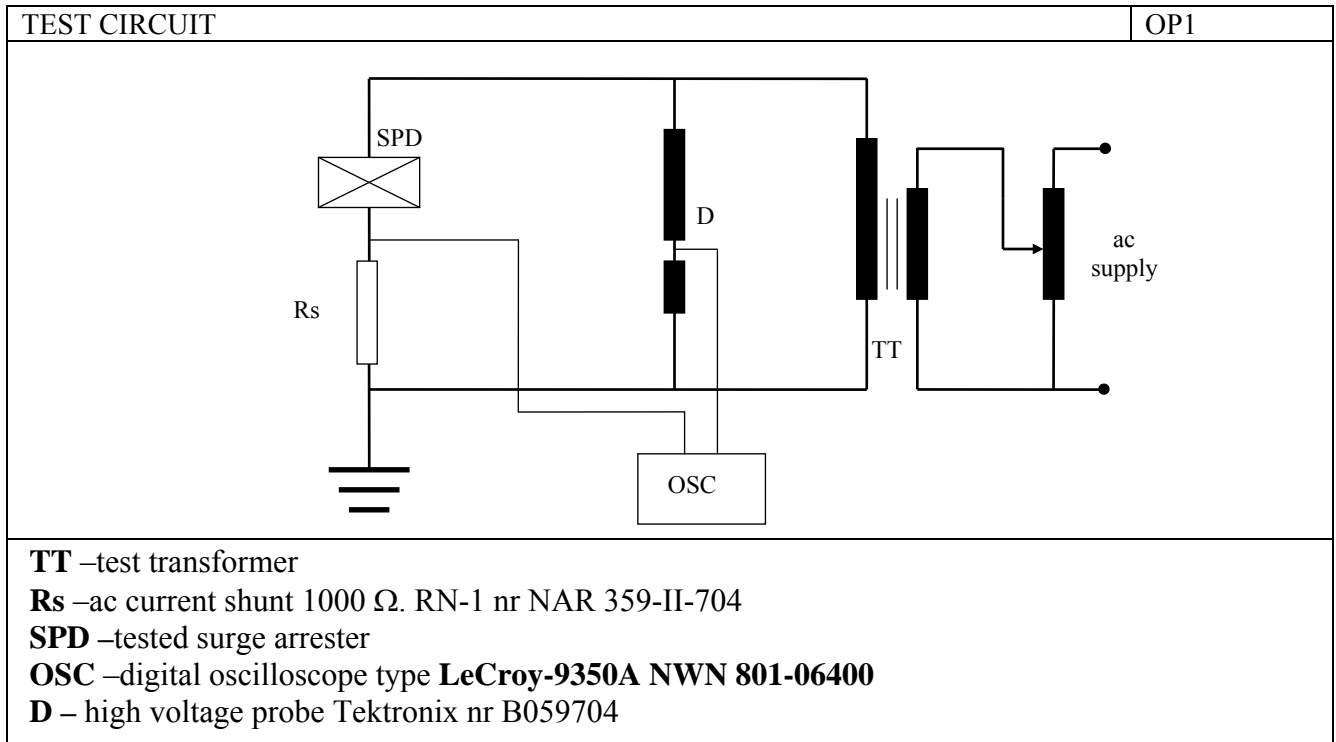 TEST CIRCUIT OP1
SPD
D
ac
supply
Rs
TT
OSC
TT –test transformer
Rs –ac current shunt 1000 Ω. RN-1 nr NAR 359-II-704
SPD –tested surge arrester
OSC –digital oscilloscope type LeCroy-9350A NWN 801-06400
D – high voltage probe Tektronix nr B059704